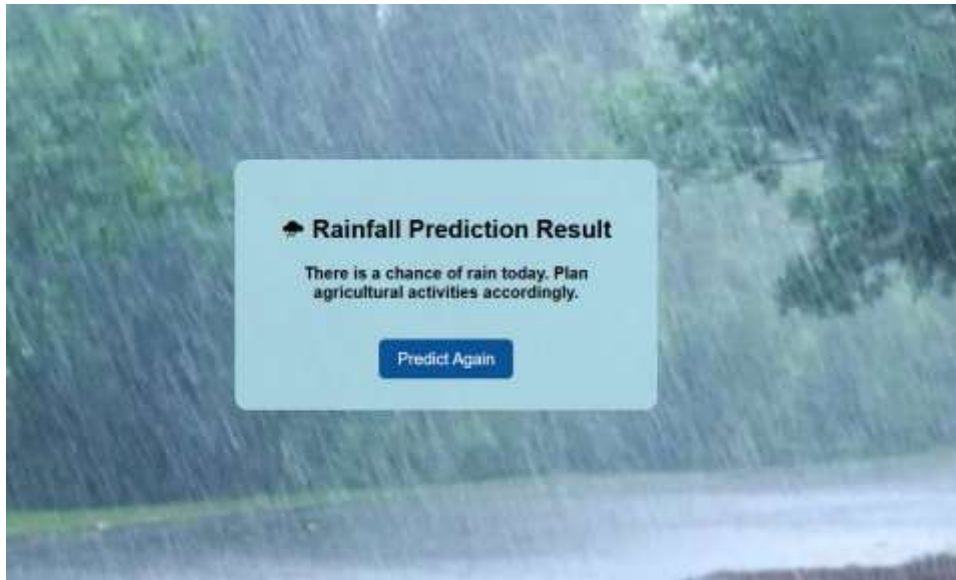 Rainfall Prediction Result
There is a chance of rain today. Plan
agricultural activities accordingly.
Predict Again